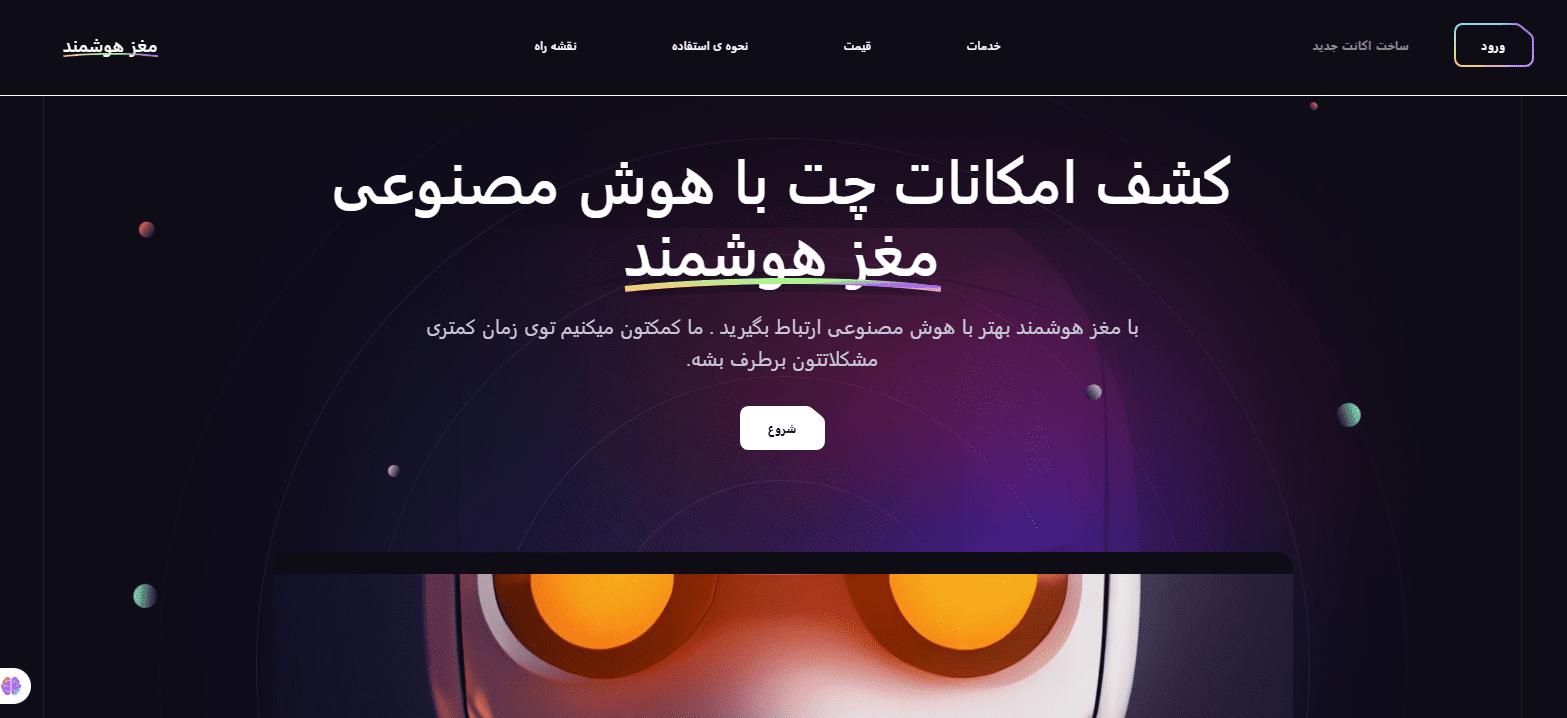 ورود
ساخت اکانت جدید
خدمات
قیمت
نحوه ی استفاده
نقشه راه
مغز هوشمند
کشف امکانات چت با هوش مصنوعی
مغز هوشمند
با مغز هوشمند بهتر با هوش مصنوعی ارتباط بگیرید . ما کمکتون میکنیم توی زمان کمتری
مشکلاتتون برطرف بشه.
شروع